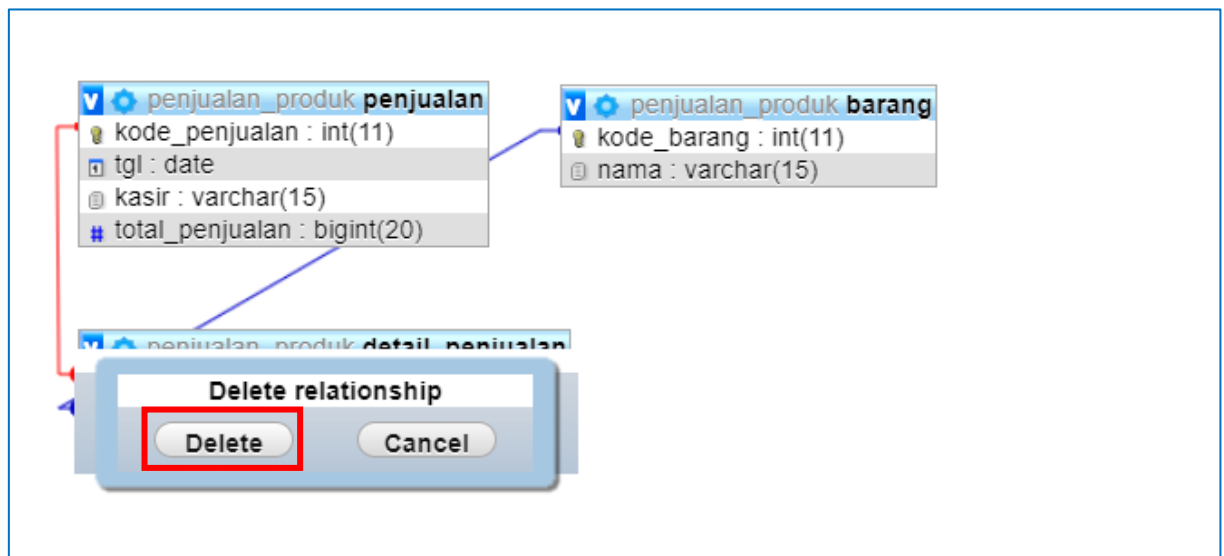 penjualan_produk penjualan
kode_penjualan : int(11)
tgl : date
kasir : varchar(15)
total_penjualan : bigint(20)
penjualan_produk barang
kode_barang : int(11)
nama : varchar(15)
penjualan_produk detail_penjualan
Delete relationship
Delete
Cancel